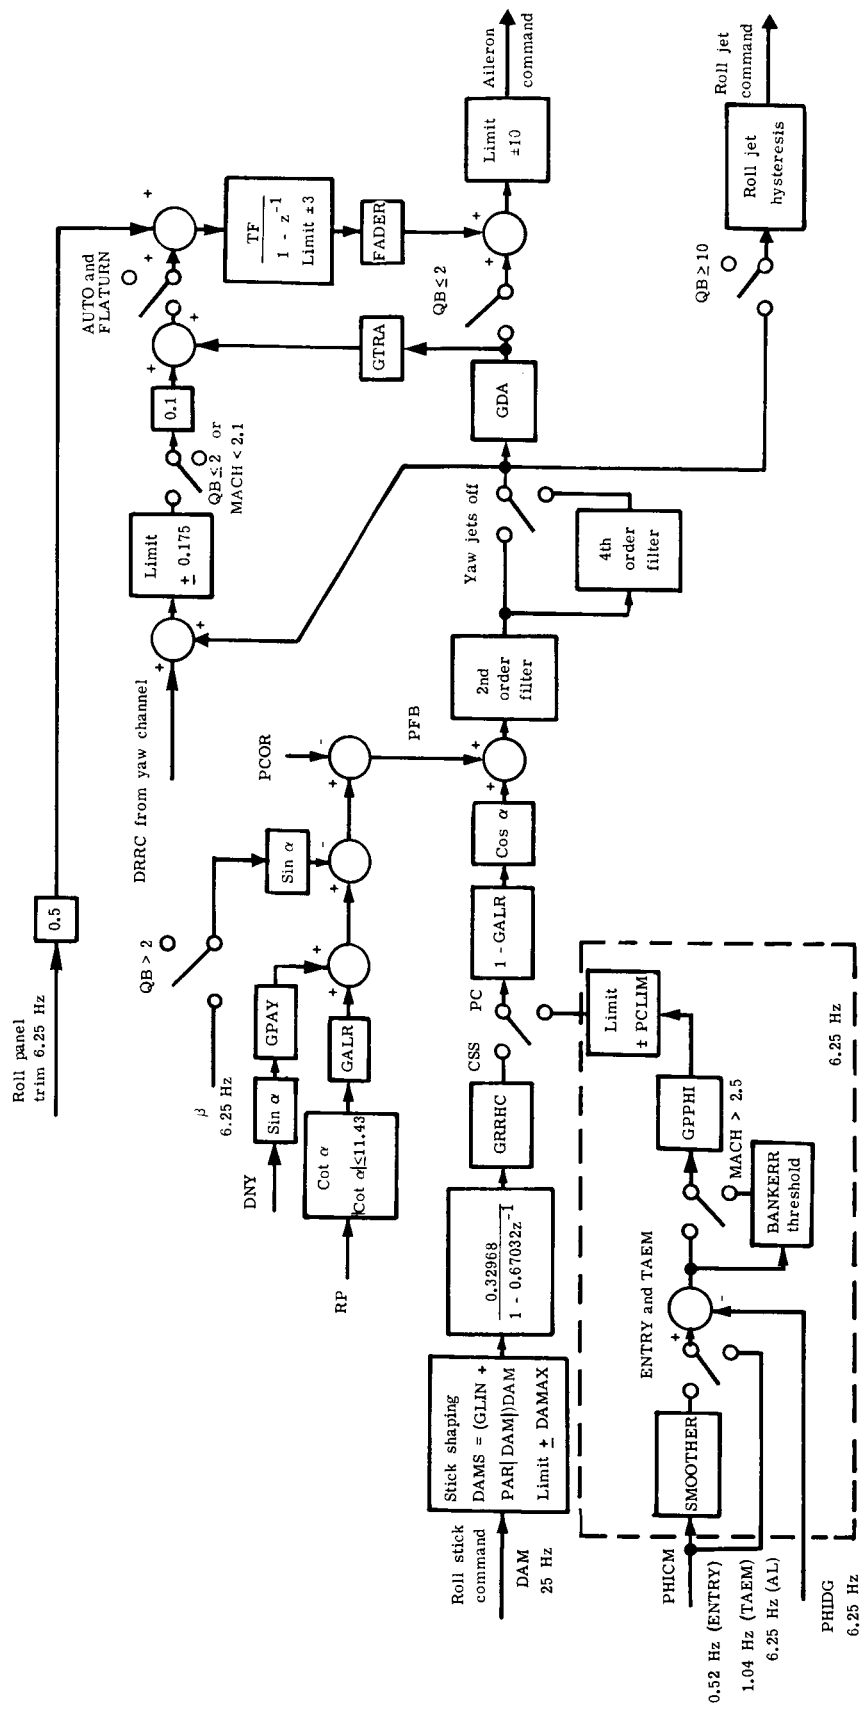 Roll panel
trim 6.25 Hz
0.5
DRRC from yaw channel
+
+
Limit
± 0.175
QB ≤ 2 or
MACH < 2.1
0.1
+
+
AUTO and
FLATURN
+
+
TF
1 - z⁻¹
Limit ±3
FADER
GTRA
β
6.25 Hz
QB > 2
Sin α
DNY
Sin α
GPAY
RP
Cot α
|Cot α|≤11.43
GALR
+
+
+
-
PCOR
+
-
PFB
Roll stick
command
DAM
25 Hz
Stick shaping
DAMS = (GLIN +
PAR|DAM|)DAM
Limit ± DAMAX
0.32968
1 - 0.67032z⁻¹
GRRHC
CSS
PC
1 - GALR
Cos α
+
+
2nd
order
filter
Yaw jets off
4th
order
filter
GDA
QB ≤ 2
+
+
Limit
±10
Aileron
command
QB ≥ 10
Roll jet
hysteresis
Roll jet
command
PHICM
0.52 Hz (ENTRY)
1.04 Hz (TAEM)
6.25 Hz (AL)
SMOOTHER
ENTRY and TAEM
+
-
BANKERR
threshold
MACH > 2.5
GPPHI
Limit
± PCLIM
6.25 Hz
PHIDG
6.25 Hz